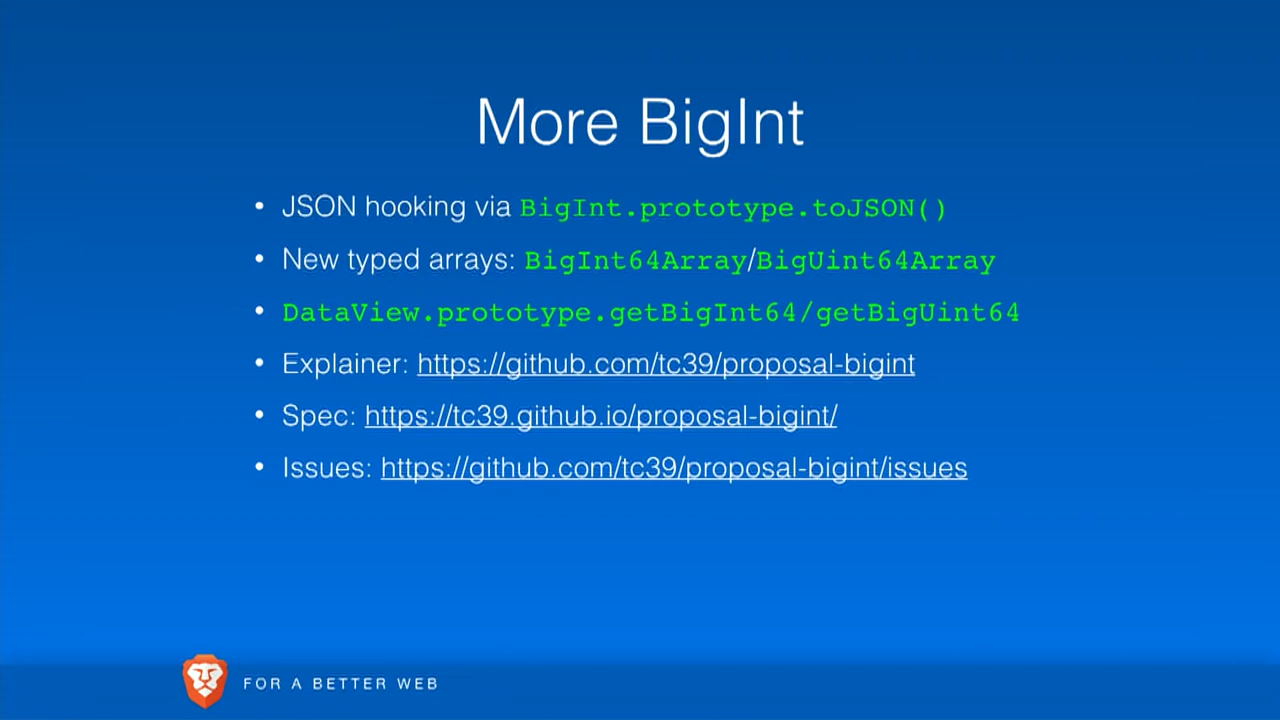 More BigInt
• JSON hooking via BigInt.prototype.toJSON()
• New typed arrays: BigInt64Array/BigUint64Array
• DataView.prototype.getBigInt64/getBigUint64
• Explainer: https://github.com/tc39/proposal-bigint
• Spec: https://tc39.github.io/proposal-bigint/
• Issues: https://github.com/tc39/proposal-bigint/issues
FOR A BETTER WEB